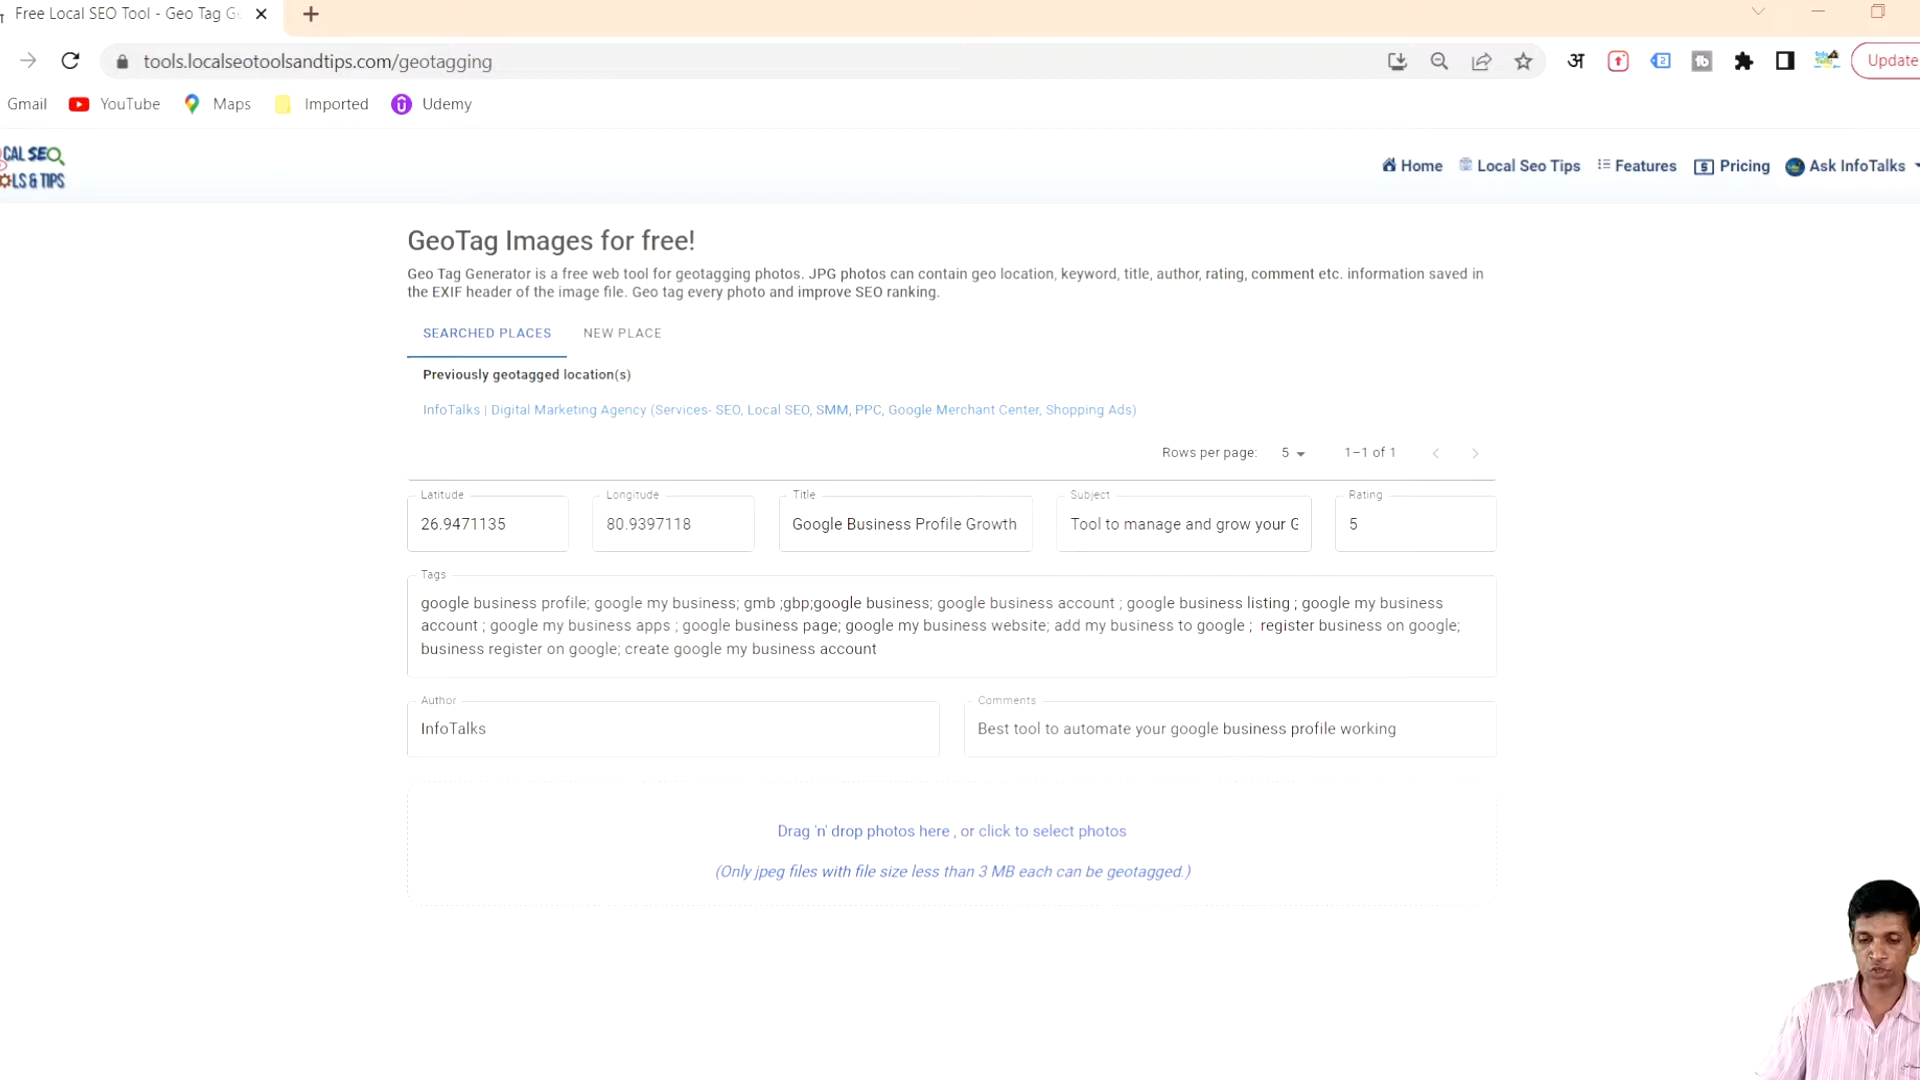 Free Local SEO Tool - Geo Tag Ge
tools.localseotoolsandtips.com/geotagging
अ
Update
Gmail YouTube Maps Imported Udemy
CAL SEO
LS & TIPS
Home Local Seo Tips Features Pricing Ask InfoTalks
GeoTag Images for free!
Geo Tag Generator is a free web tool for geotagging photos. JPG photos can contain geo location, keyword, title, author, rating, comment etc. information saved in
the EXIF header of the image file. Geo tag every photo and improve SEO ranking.
SEARCHED PLACES NEW PLACE
Previously geotagged location(s)
InfoTalks | Digital Marketing Agency (Services- SEO, Local SEO, SMM, PPC, Google Merchant Center, Shopping Ads)
Rows per page: 5 1–1 of 1
Latitude Longitude Title Subject Rating
26.9471135 80.9397118 Google Business Profile Growth Tool to manage and grow your G 5
Tags
google business profile; google my business; gmb ;gbp;google business; google business account ; google business listing ; google my business
account ; google my business apps ; google business page; google my business website; add my business to google ; register business on google;
business register on google; create google my business account
Author Comments
InfoTalks Best tool to automate your google business profile working
Drag 'n' drop photos here , or click to select photos
(Only jpeg files with file size less than 3 MB each can be geotagged.)